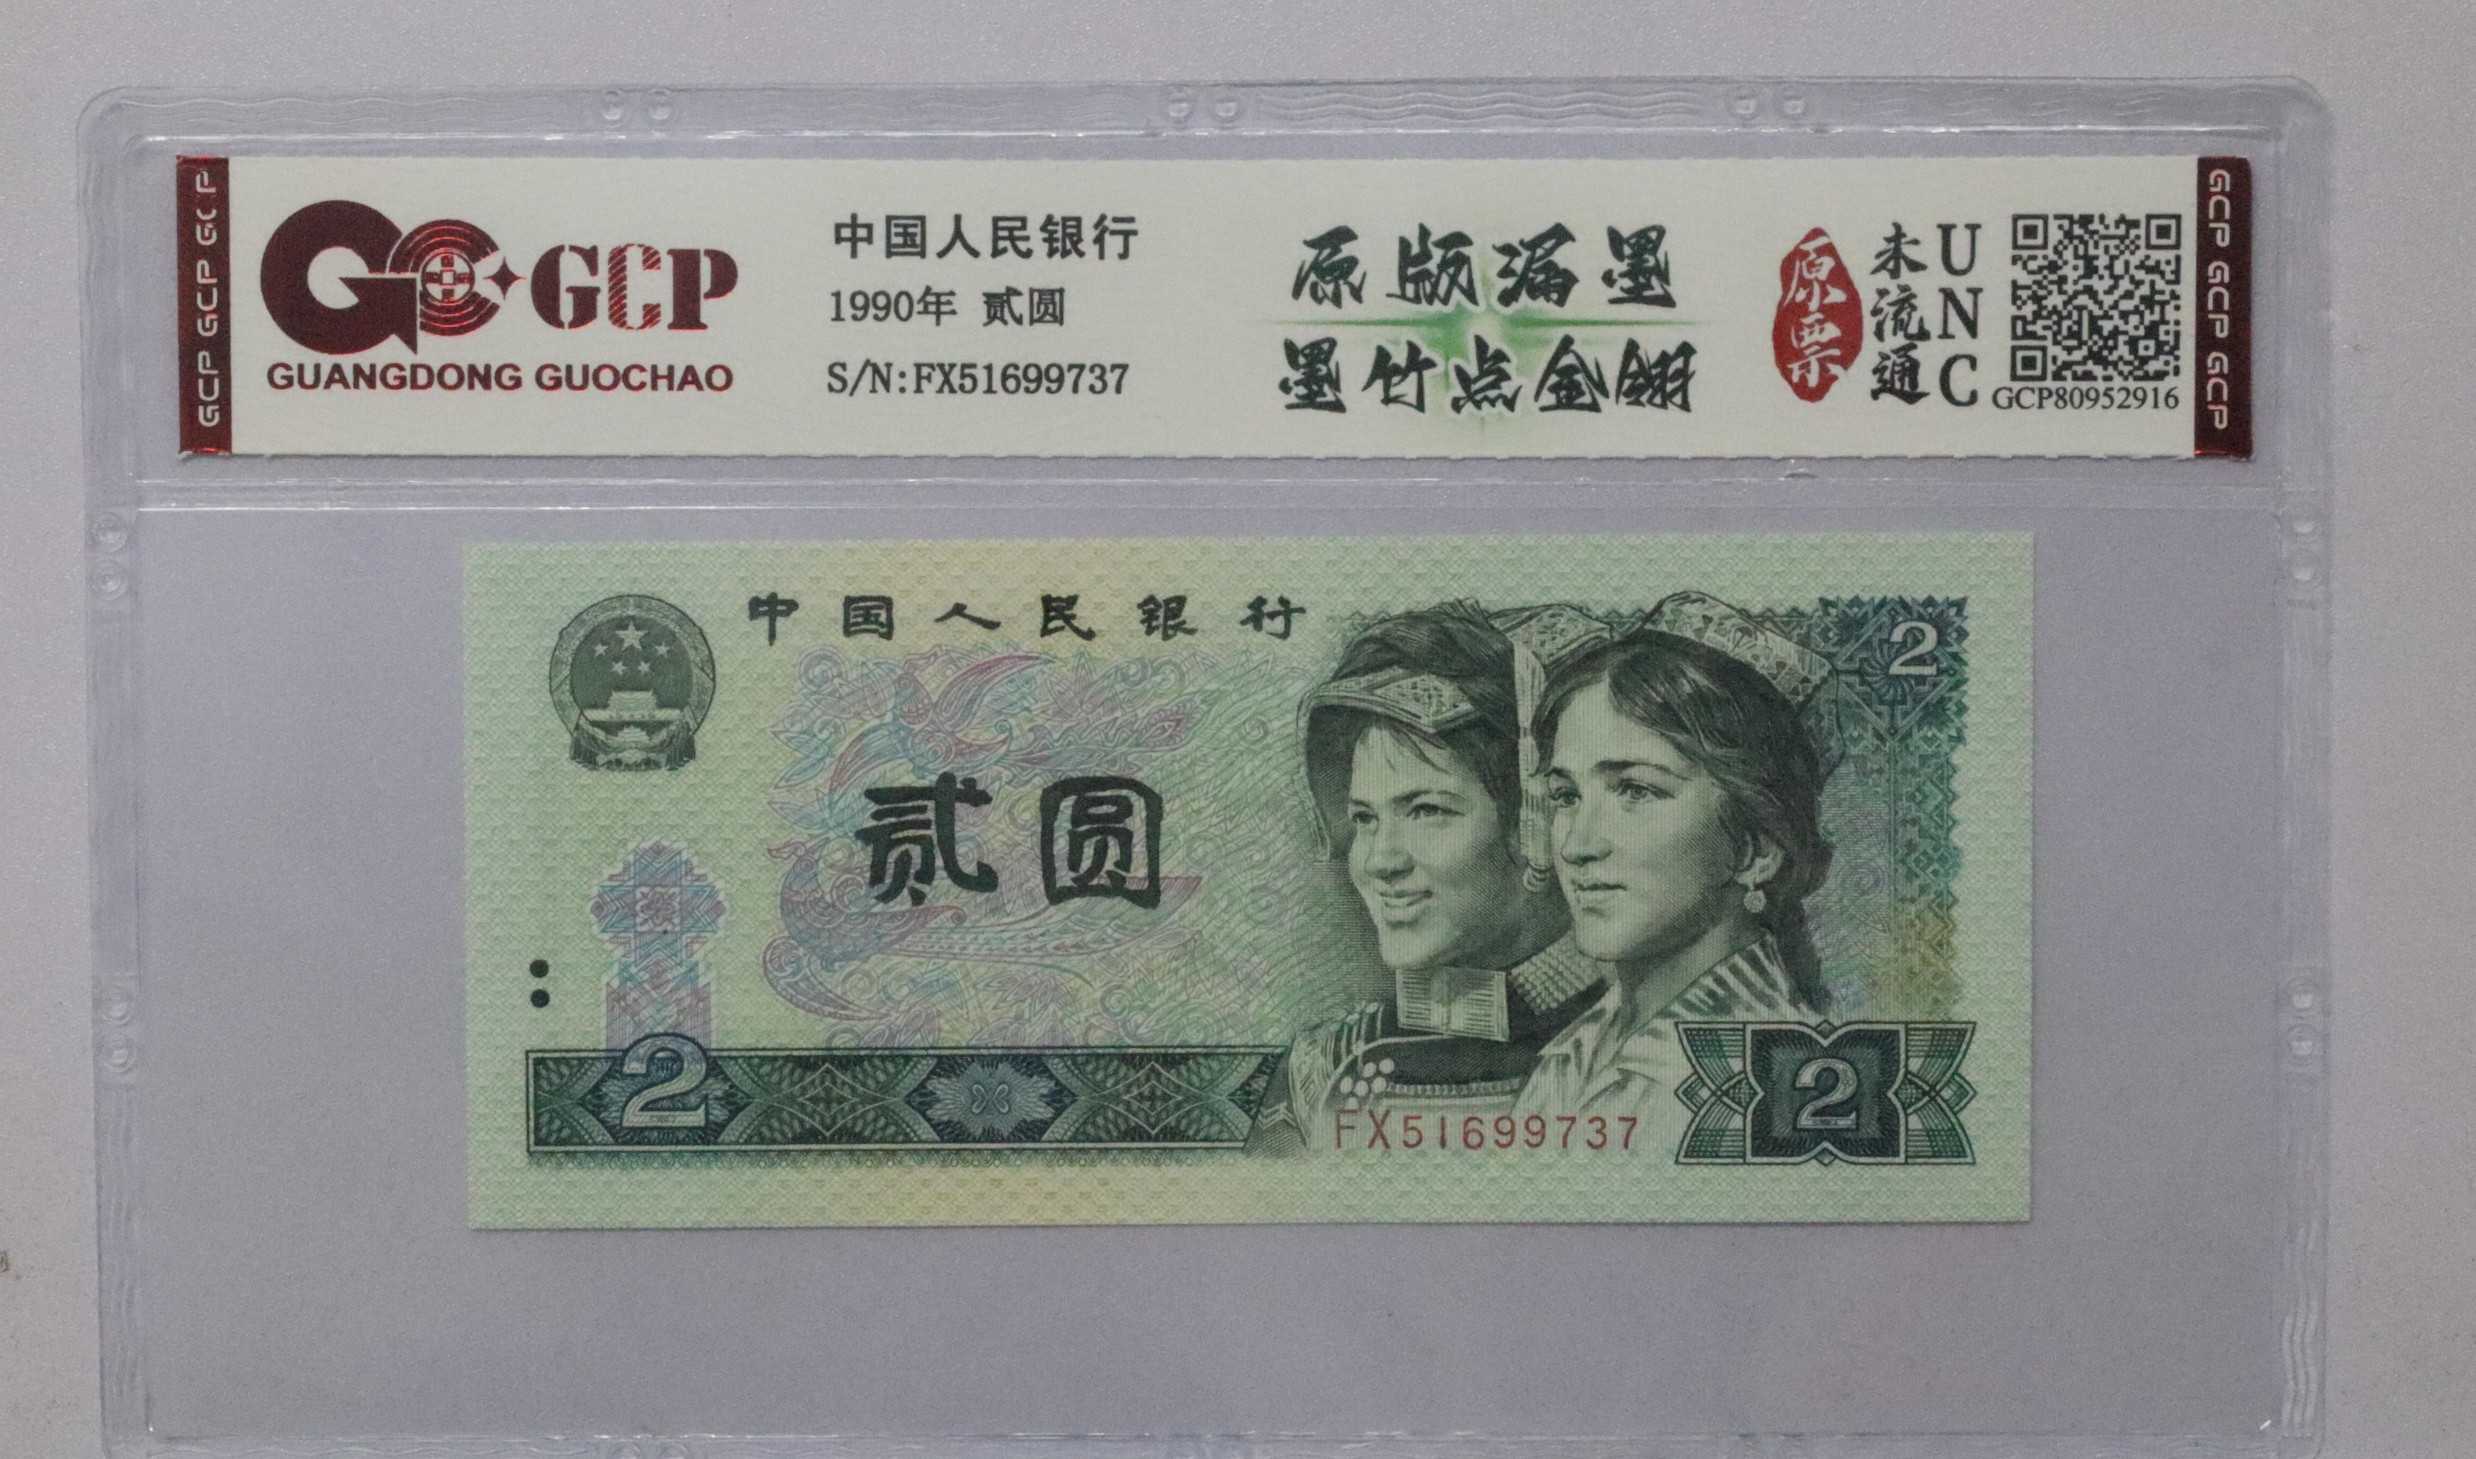 GCP GCP GCP
GCP
GUANGDONG GUOCHAO
中国人民银行
1990年 贰圆
S/N:FX51699737
原版漏墨
墨竹点金翎
原票
未流通
UNC
GCP80952916
GCP GCP GCP
中国人民银行
2
贰圆
2
2
FX51699737